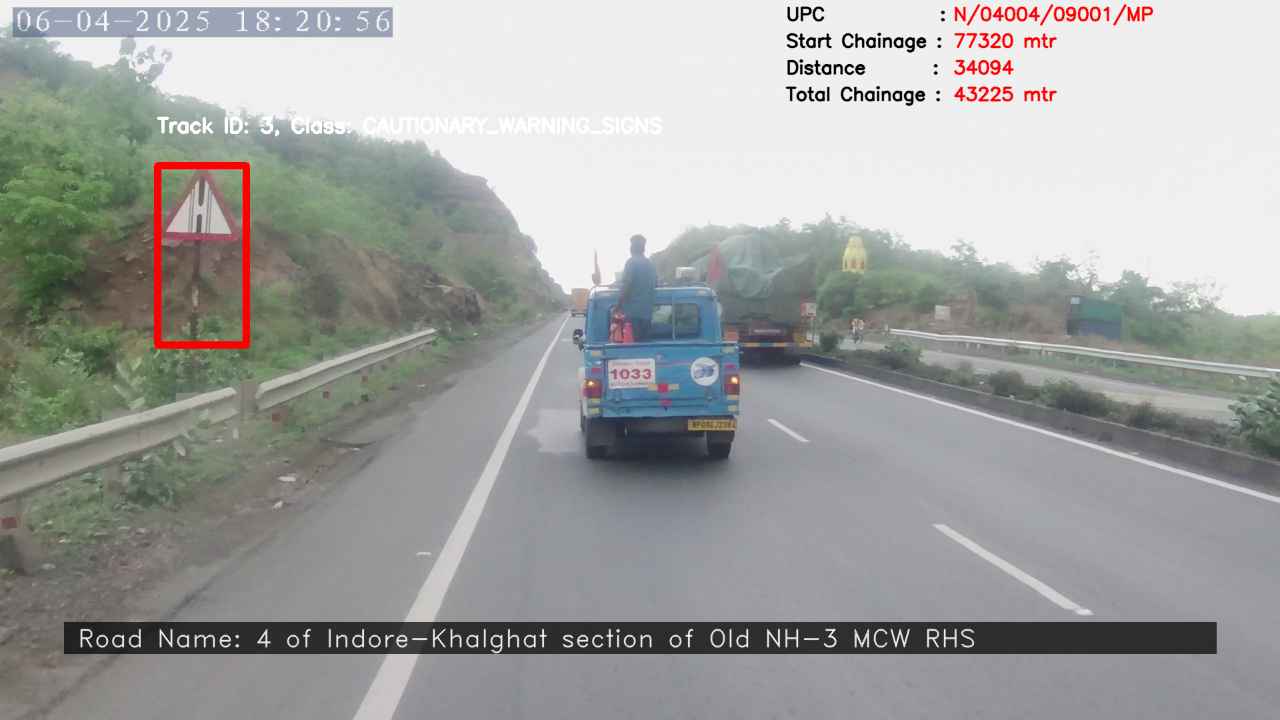 06-04-2025 18:20:56
UPC : N/04004/09001/MP
Start Chainage : 77320 mtr
Distance : 34094
Total Chainage : 43225 mtr
Track ID: 3, Class: CAUTIONARY_WARNING_SIGNS
1033
Road Name: 4 of Indore-Khalghat section of Old NH-3 MCW RHS